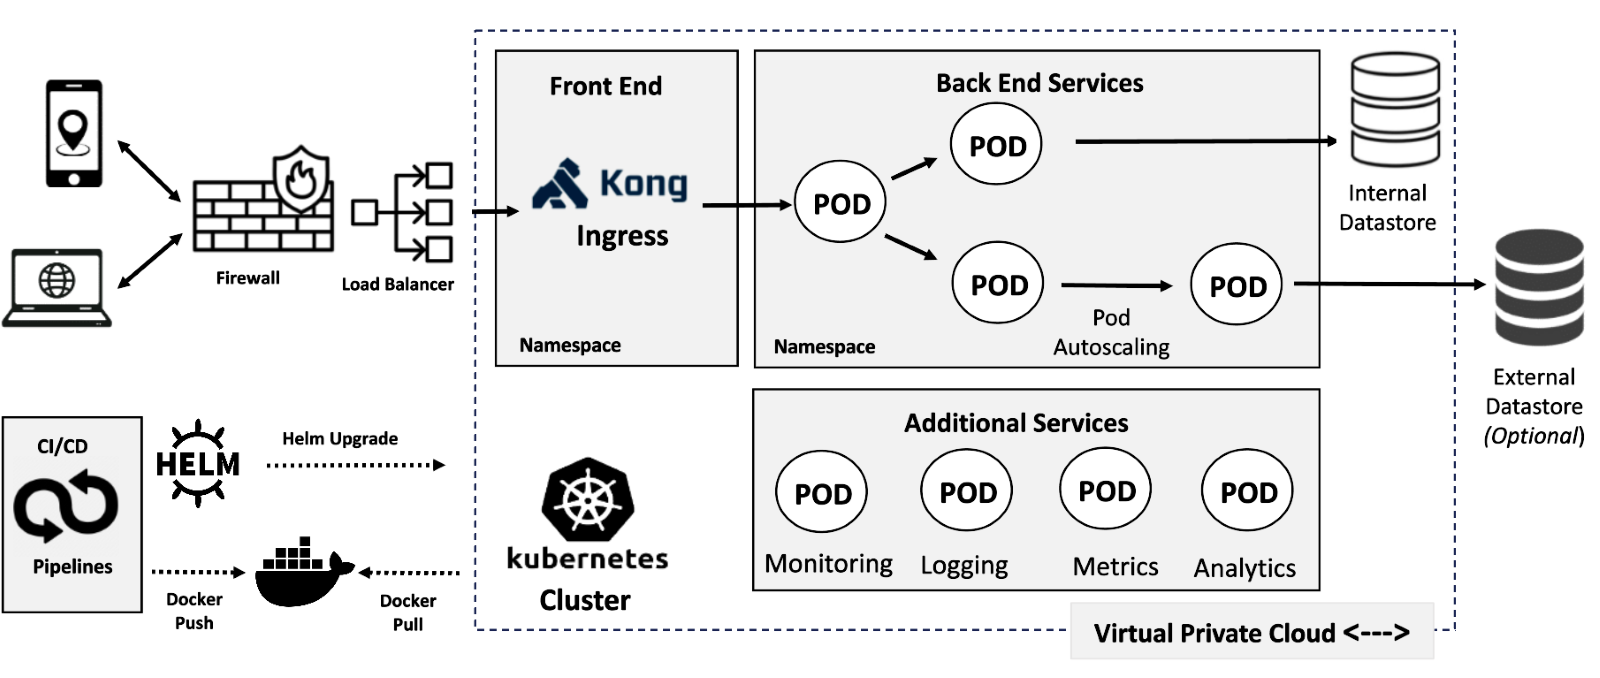 Front End
Kong
Ingress
Namespace
Back End Services
POD
POD
POD
POD
Pod
Autoscaling
Namespace
Internal
Datastore
External
Datastore
(Optional)
Firewall
Load Balancer
CI/CD
Pipelines
HELM
Helm Upgrade
Docker
Push
Docker
Pull
kubernetes
Cluster
Additional Services
POD
POD
POD
POD
Monitoring
Logging
Metrics
Analytics
Virtual Private Cloud <--->